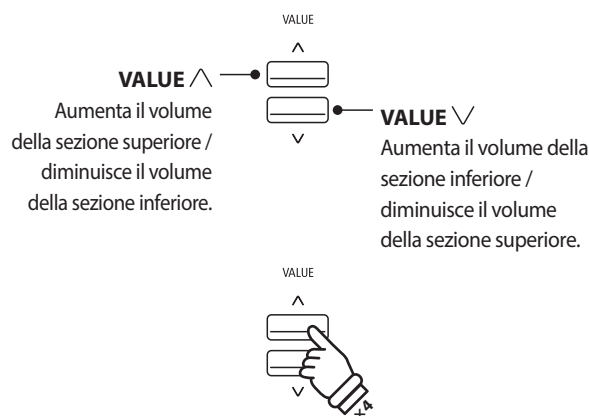 VALUE
VALUE ∧
Aumenta il volume
della sezione superiore /
diminuisce il volume
della sezione inferiore.
VALUE ∨
Aumenta il volume della
sezione inferiore /
diminuisce il volume
della sezione superiore.
VALUE
x4